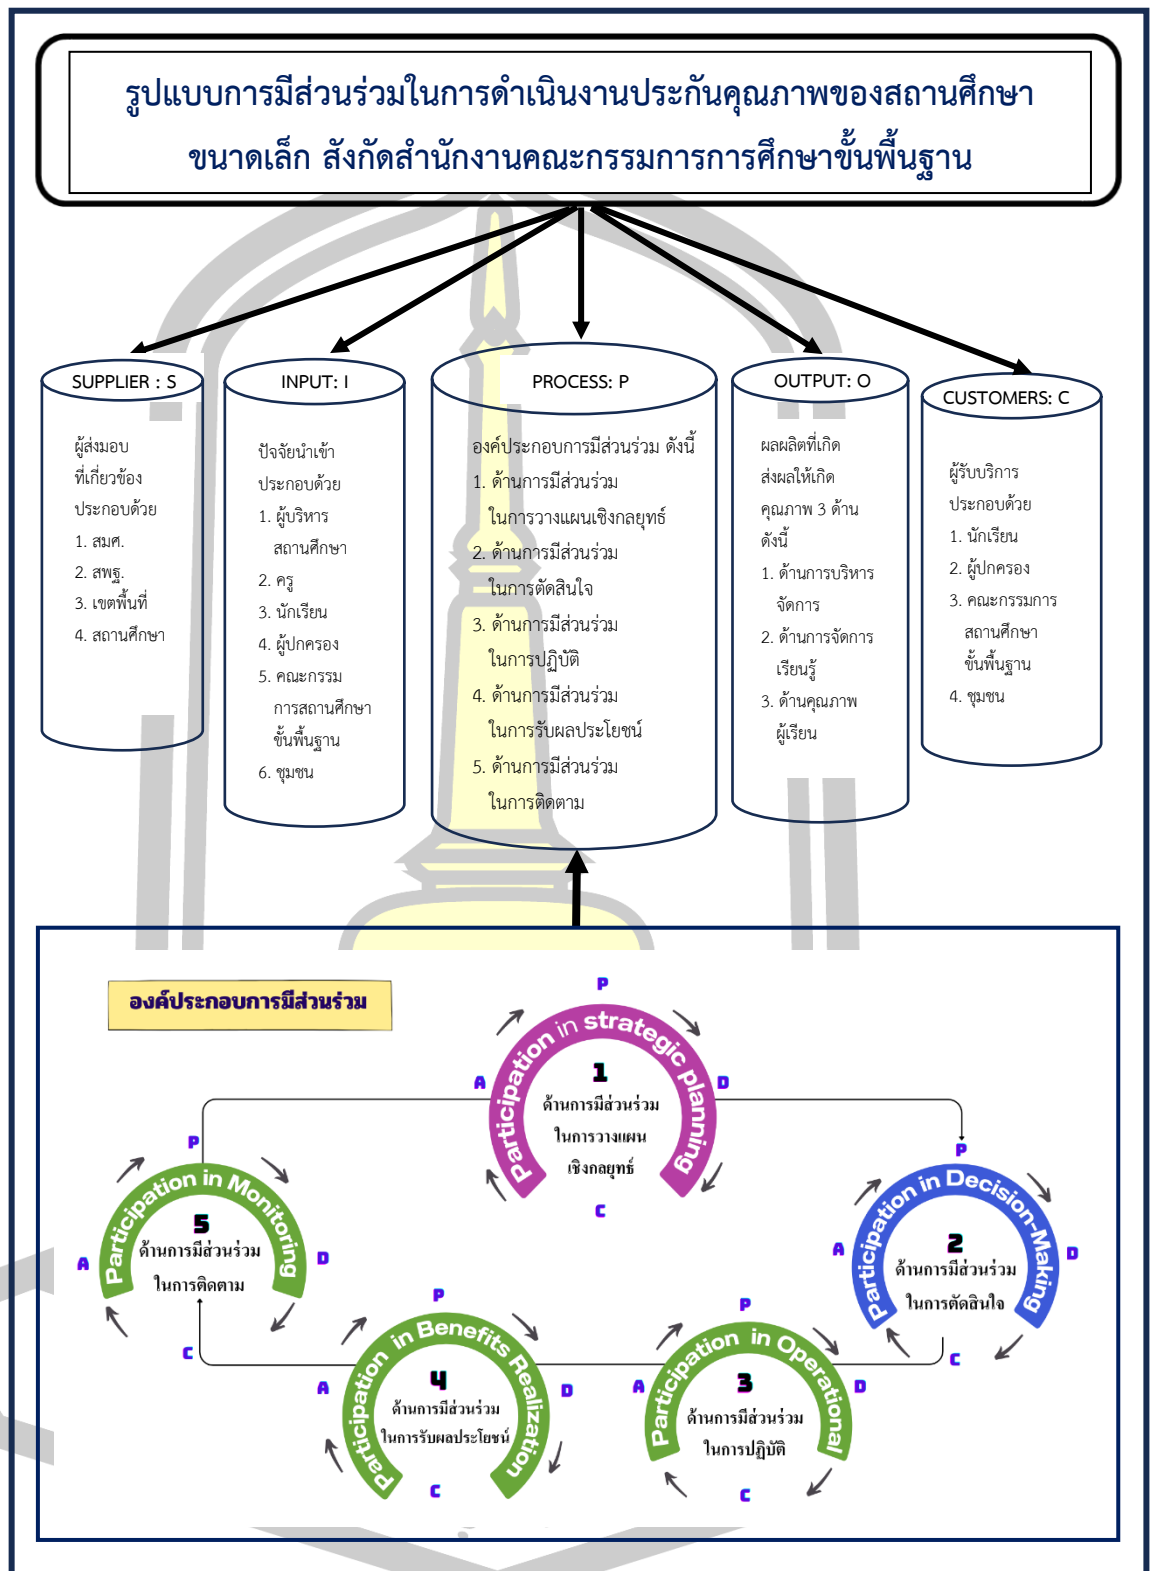 รูปแบบการมีส่วนร่วมในการดำเนินงานประกันคุณภาพของสถานศึกษา
ขนาดเล็ก สังกัดสำนักงานคณะกรรมการการศึกษาขั้นพื้นฐาน
SUPPLIER : S
ผู้ส่งมอบ
ที่เกี่ยวข้อง
ประกอบด้วย
1. สมศ.
2. สพฐ.
3. เขตพื้นที่
4. สถานศึกษา
INPUT: I
ปัจจัยนำเข้า
ประกอบด้วย
1. ผู้บริหาร
สถานศึกษา
2. ครู
3. นักเรียน
4. ผู้ปกครอง
5. คณะกรรม
การสถานศึกษา
ขั้นพื้นฐาน
6. ชุมชน
PROCESS: P
องค์ประกอบการมีส่วนร่วม ดังนี้
1. ด้านการมีส่วนร่วม
ในการวางแผนเชิงกลยุทธ์
2. ด้านการมีส่วนร่วม
ในการตัดสินใจ
3. ด้านการมีส่วนร่วม
ในการปฏิบัติ
4. ด้านการมีส่วนร่วม
ในการรับผลประโยชน์
5. ด้านการมีส่วนร่วม
ในการติดตาม
OUTPUT: O
ผลผลิตที่เกิด
ส่งผลให้เกิด
คุณภาพ 3 ด้าน
ดังนี้
1. ด้านการบริหาร
จัดการ
2. ด้านการจัดการ
เรียนรู้
3. ด้านคุณภาพ
ผู้เรียน
CUSTOMERS: C
ผู้รับบริการ
ประกอบด้วย
1. นักเรียน
2. ผู้ปกครอง
3. คณะกรรมการ
สถานศึกษา
ขั้นพื้นฐาน
4. ชุมชน
องค์ประกอบการมีส่วนร่วม
P
A
D
C
Participation in strategic planning
1
ด้านการมีส่วนร่วม
ในการวางแผน
เชิงกลยุทธ์
P
A
D
C
Participation in Decision-Making
2
ด้านการมีส่วนร่วม
ในการตัดสินใจ
P
A
D
C
Participation in Operational
3
ด้านการมีส่วนร่วม
ในการปฏิบัติ
P
A
D
C
Participation in Benefits Realization
4
ด้านการมีส่วนร่วม
ในการรับผลประโยชน์
P
A
D
C
Participation in Monitoring
5
ด้านการมีส่วนร่วม
ในการติดตาม